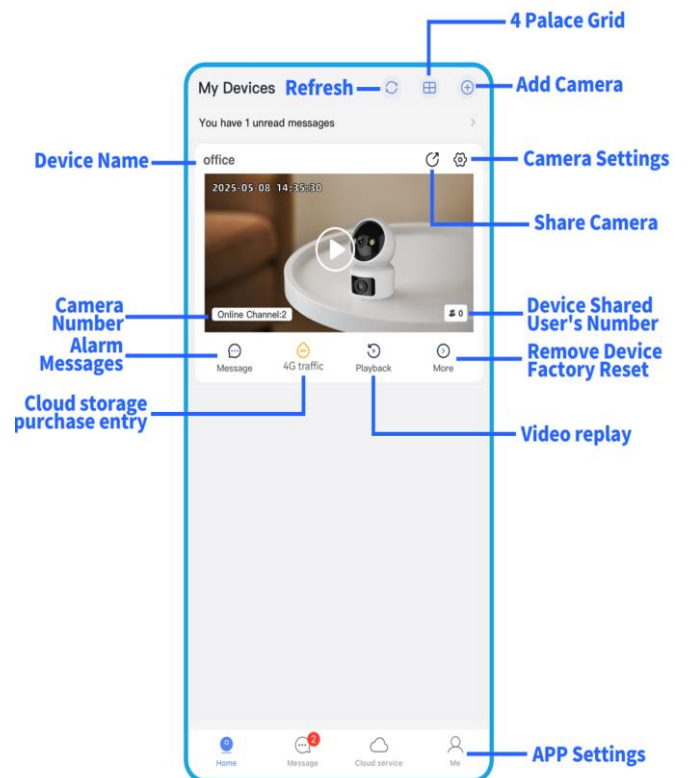 4 Palace Grid
My Devices
Refresh
Add Camera
You have 1 unread messages
Device Name
office
Camera Settings
2025-05-08 14:35:30
Share Camera
Camera
Number
Online Channel:2
0
Device Shared
User's Number
Alarm
Messages
Message
4G traffic
Playback
More
Remove Device
Factory Reset
Cloud storage
purchase entry
Video replay
2
Home
Message
Cloud service
Me
APP Settings